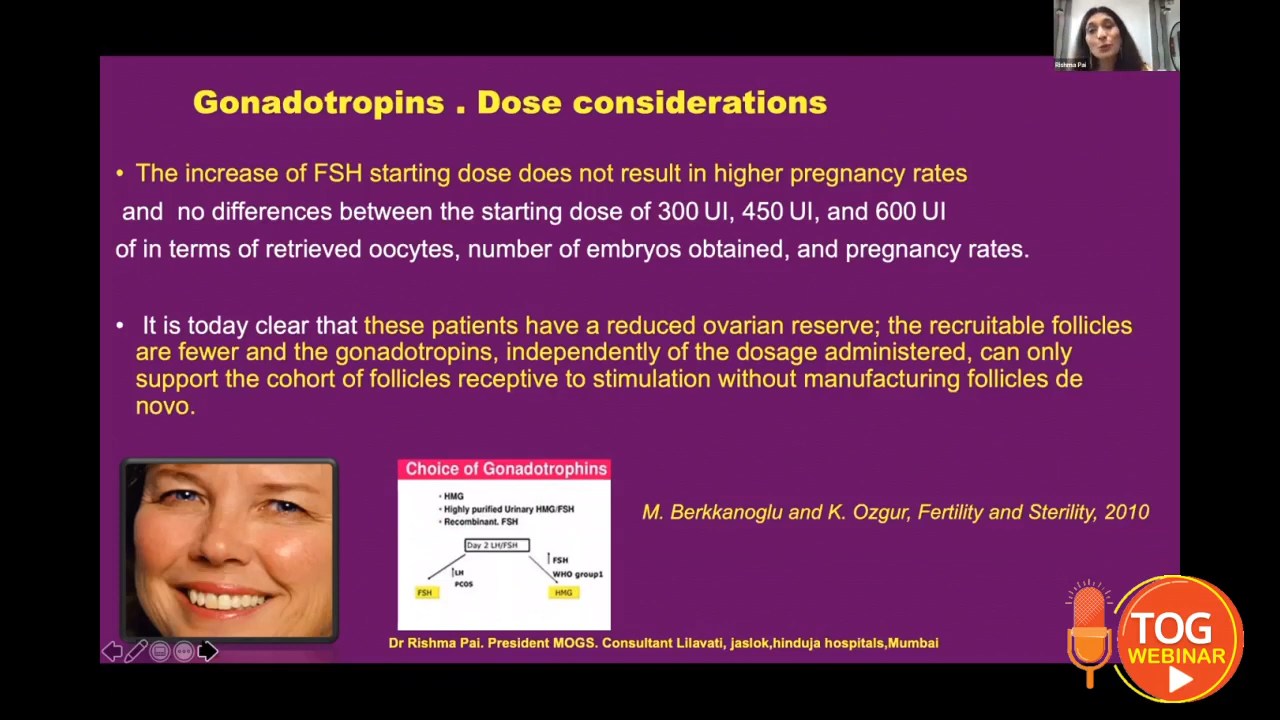 Rishma Pai
Gonadotropins . Dose considerations
• The increase of FSH starting dose does not result in higher pregnancy rates
and no differences between the starting dose of 300 UI, 450 UI, and 600 UI
of in terms of retrieved oocytes, number of embryos obtained, and pregnancy rates.
• It is today clear that these patients have a reduced ovarian reserve; the recruitable follicles
are fewer and the gonadotropins, independently of the dosage administered, can only
support the cohort of follicles receptive to stimulation without manufacturing follicles de
novo.
Choice of Gonadotrophins
• HMG
• Highly purified Urinary HMG/FSH
• Recombinant. FSH
Day 2 LH/FSH
↑LH
PCOS
↑FSH
WHO group1
FSH
HMG
M. Berkkanoglu and K. Ozgur, Fertility and Sterility, 2010
Dr Rishma Pai. President MOGS. Consultant Lilavati, jaslok,hinduja hospitals,Mumbai
TOG
WEBINAR